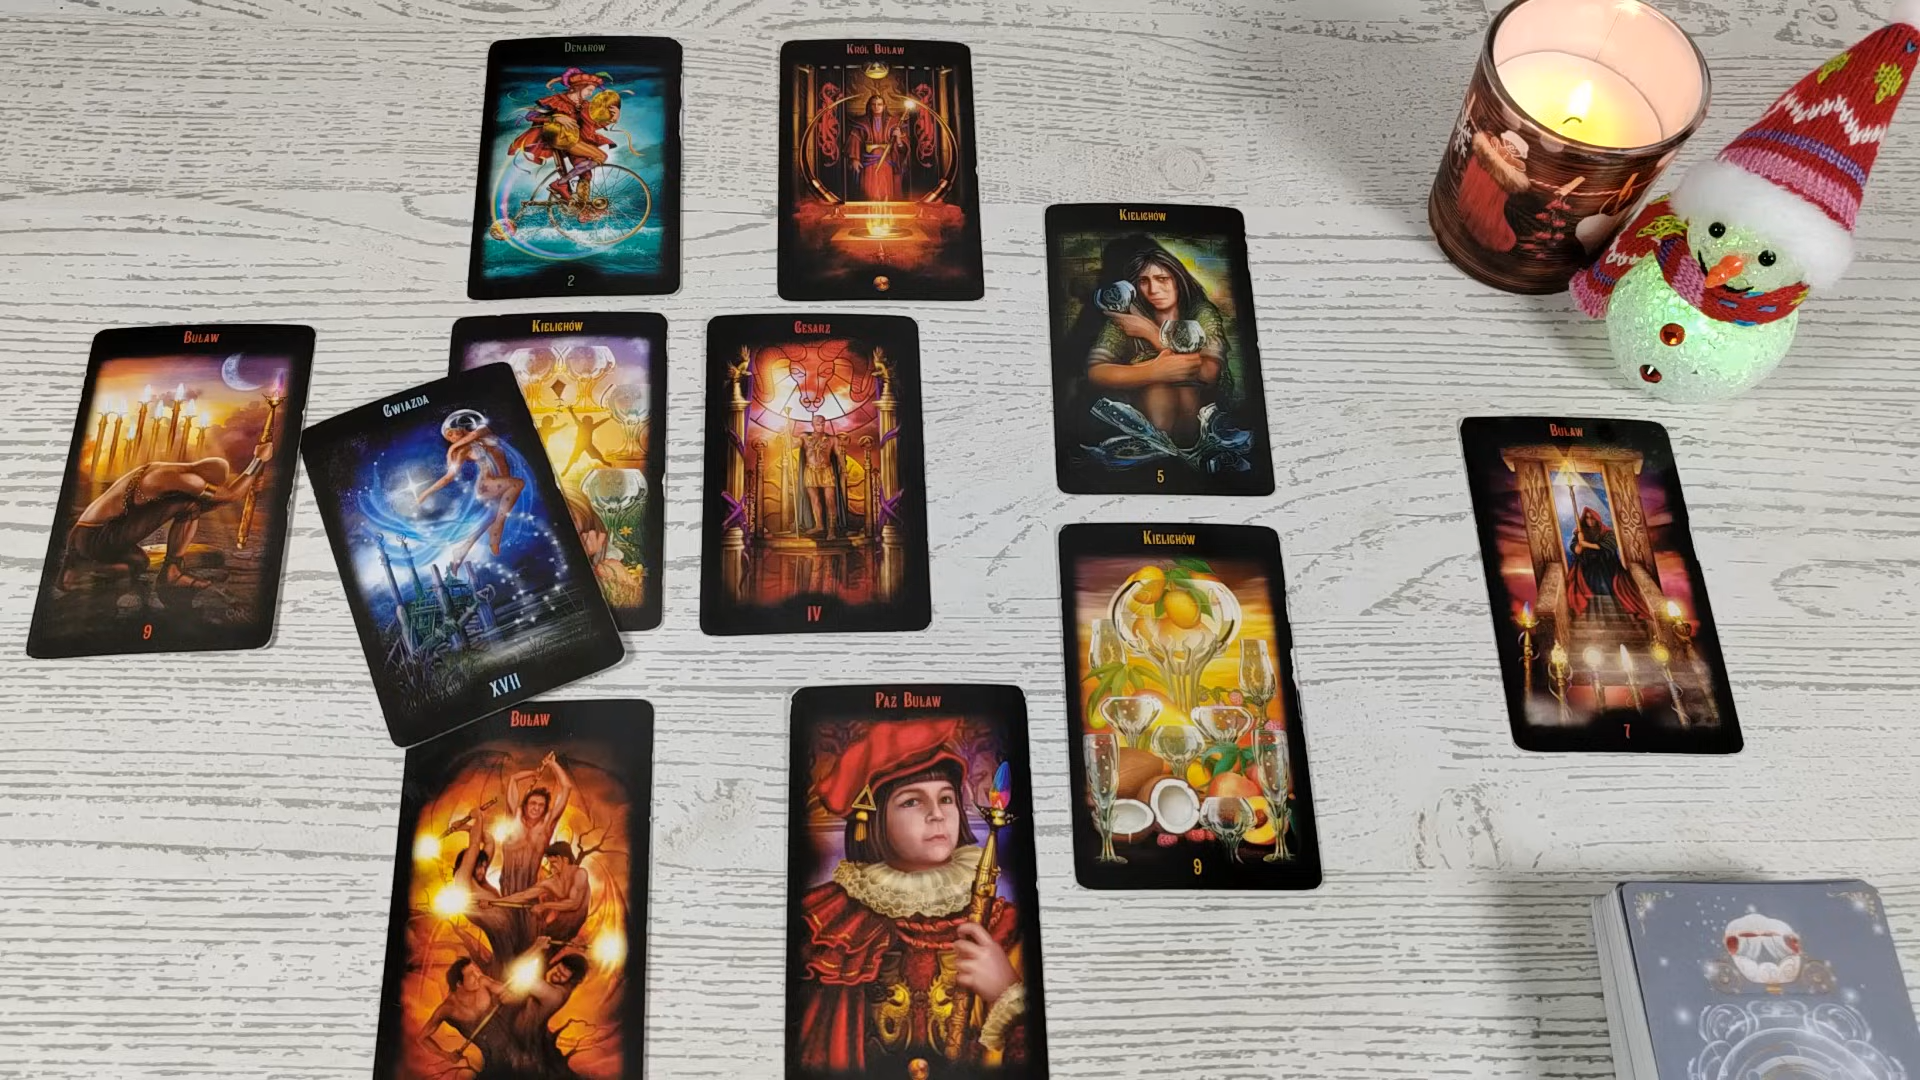 Denarów
2
Król Buław
Kielichów
5
Buław
9
Gwiazda
XVII
Kielichów
Cesarz
IV
Buław
7
Kielichów
9
Buław
Paź Buław